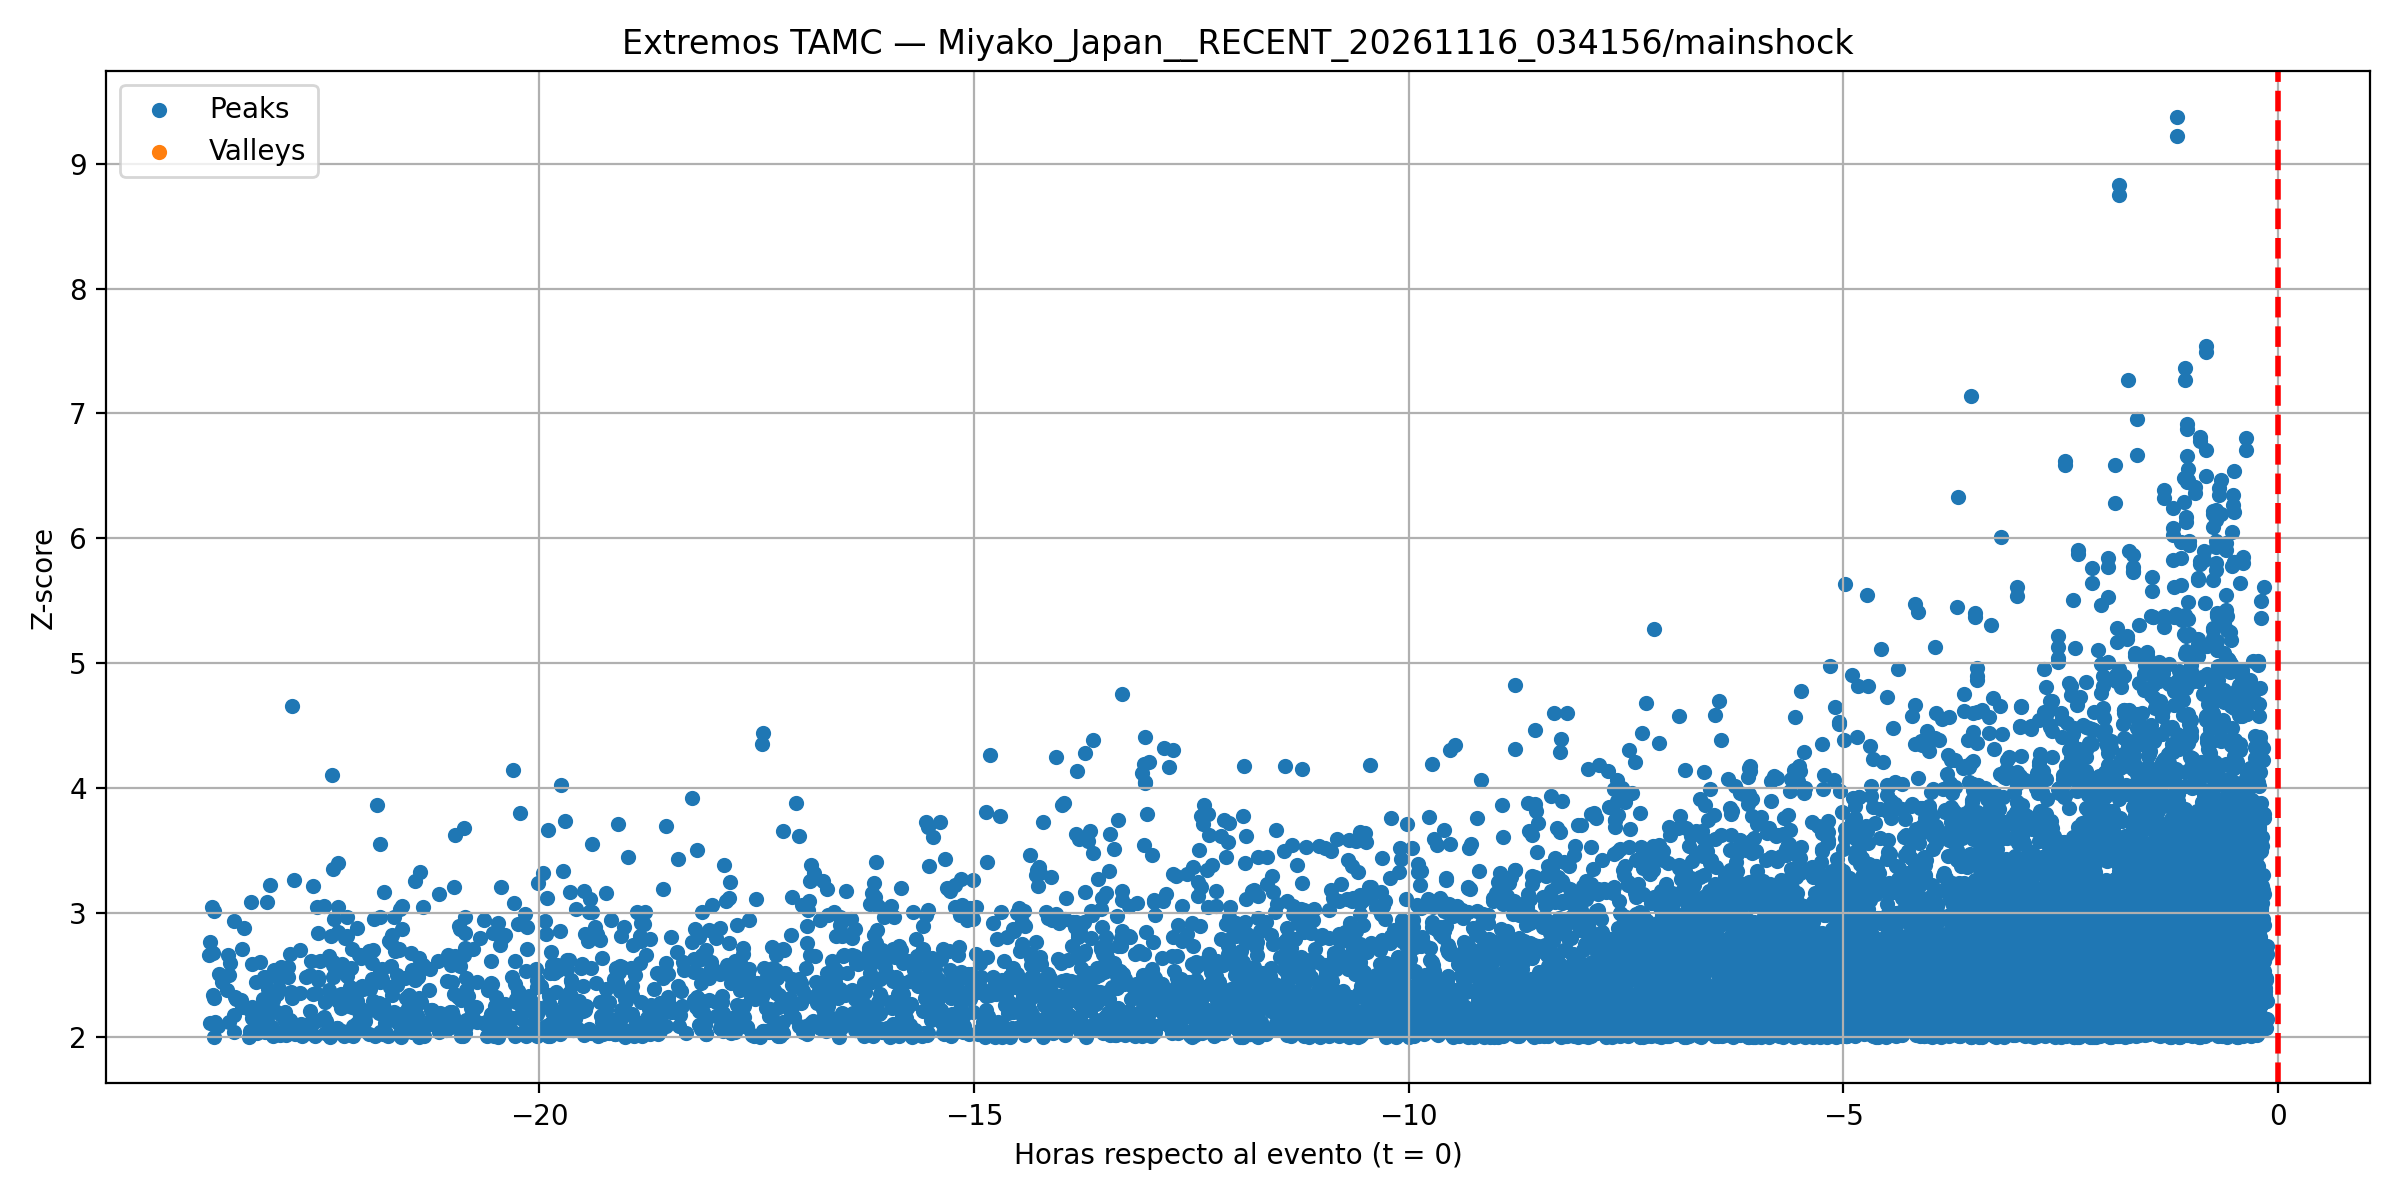 Extremos TAMC — Miyako_Japan__RECENT_20261116_034156/mainshock
Peaks
Valleys
Z-score
9
8
7
6
5
4
3
2
−20
−15
−10
−5
0
Horas respecto al evento (t = 0)